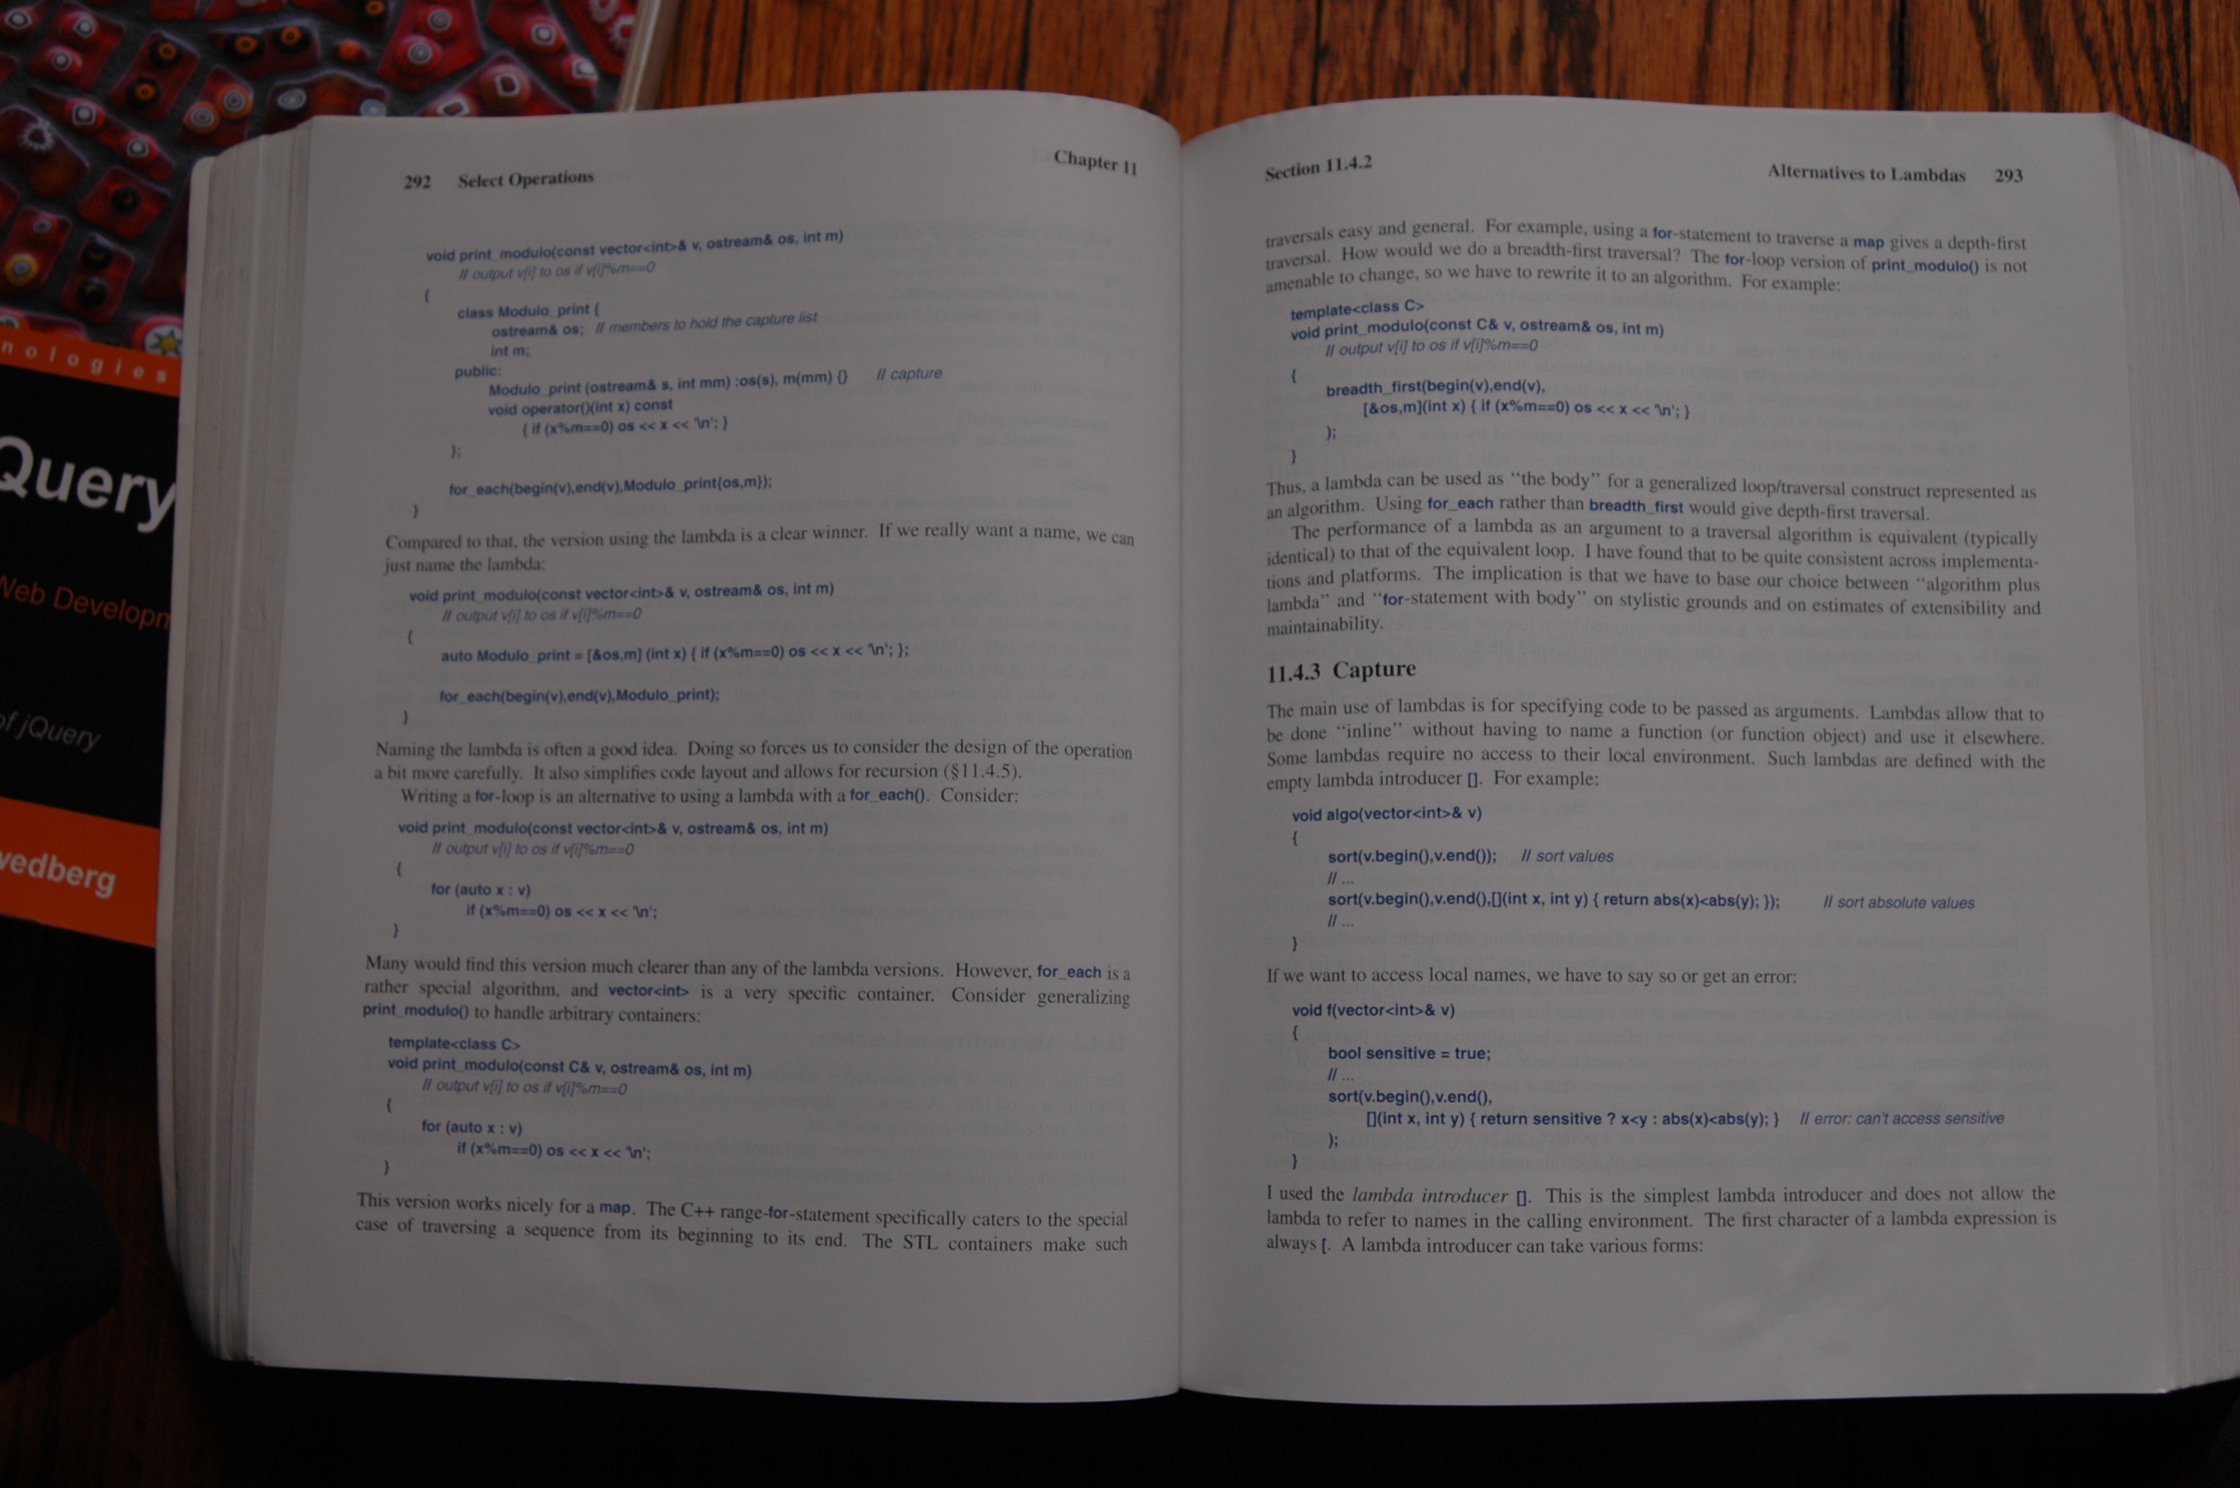 292 Select Operations Chapter 11
void print_modulo(const vector<int>& v, ostream& os, int m)
// output v[i] to os if v[i]%m==0
{
class Modulo_print {
ostream& os; // members to hold the capture list
int m;
public:
Modulo_print (ostream& s, int mm) :os(s), m(mm) {} // capture
void operator()(int x) const
{ if (x%m==0) os << x << '\n'; }
};
for_each(begin(v),end(v),Modulo_print{os,m});
}
Compared to that, the version using the lambda is a clear winner. If we really want a name, we can
just name the lambda:
void print_modulo(const vector<int>& v, ostream& os, int m)
// output v[i] to os if v[i]%m==0
{
auto Modulo_print = [&os,m] (int x) { if (x%m==0) os << x << '\n'; };
for_each(begin(v),end(v),Modulo_print);
}
Naming the lambda is often a good idea. Doing so forces us to consider the design of the operation
a bit more carefully. It also simplifies code layout and allows for recursion (§11.4.5).
Writing a for-loop is an alternative to using a lambda with a for_each(). Consider:
void print_modulo(const vector<int>& v, ostream& os, int m)
// output v[i] to os if v[i]%m==0
{
for (auto x : v)
if (x%m==0) os << x << '\n';
}
Many would find this version much clearer than any of the lambda versions. However, for_each is a
rather special algorithm, and vector<int> is a very specific container. Consider generalizing
print_modulo() to handle arbitrary containers:
template<class C>
void print_modulo(const C& v, ostream& os, int m)
// output v[i] to os if v[i]%m==0
{
for (auto x : v)
if (x%m==0) os << x << '\n';
}
This version works nicely for a map. The C++ range-for-statement specifically caters to the special
case of traversing a sequence from its beginning to its end. The STL containers make such
Section 11.4.2 Alternatives to Lambdas 293
traversals easy and general. For example, using a for-statement to traverse a map gives a depth-first
traversal. How would we do a breadth-first traversal? The for-loop version of print_modulo() is not
amenable to change, so we have to rewrite it to an algorithm. For example:
template<class C>
void print_modulo(const C& v, ostream& os, int m)
// output v[i] to os if v[i]%m==0
{
breadth_first(begin(v),end(v),
[&os,m](int x) { if (x%m==0) os << x << '\n'; }
);
}
Thus, a lambda can be used as ‘‘the body’’ for a generalized loop/traversal construct represented as
an algorithm. Using for_each rather than breadth_first would give depth-first traversal.
The performance of a lambda as an argument to a traversal algorithm is equivalent (typically
identical) to that of the equivalent loop. I have found that to be quite consistent across implementa-
tions and platforms. The implication is that we have to base our choice between ‘‘algorithm plus
lambda’’ and ‘‘for-statement with body’’ on stylistic grounds and on estimates of extensibility and
maintainability.
11.4.3 Capture
The main use of lambdas is for specifying code to be passed as arguments. Lambdas allow that to
be done ‘‘inline’’ without having to name a function (or function object) and use it elsewhere.
Some lambdas require no access to their local environment. Such lambdas are defined with the
empty lambda introducer []. For example:
void algo(vector<int>& v)
{
sort(v.begin(),v.end()); // sort values
// ...
sort(v.begin(),v.end(),[](int x, int y) { return abs(x)<abs(y); }); // sort absolute values
// ...
}
If we want to access local names, we have to say so or get an error:
void f(vector<int>& v)
{
bool sensitive = true;
// ...
sort(v.begin(),v.end(),
[](int x, int y) { return sensitive ? x<y : abs(x)<abs(y); } // error: can't access sensitive
);
}
I used the lambda introducer []. This is the simplest lambda introducer and does not allow the
lambda to refer to names in the calling environment. The first character of a lambda expression is
always [. A lambda introducer can take various forms:
nologies
Query
Web Developm
of jQuery
vedberg